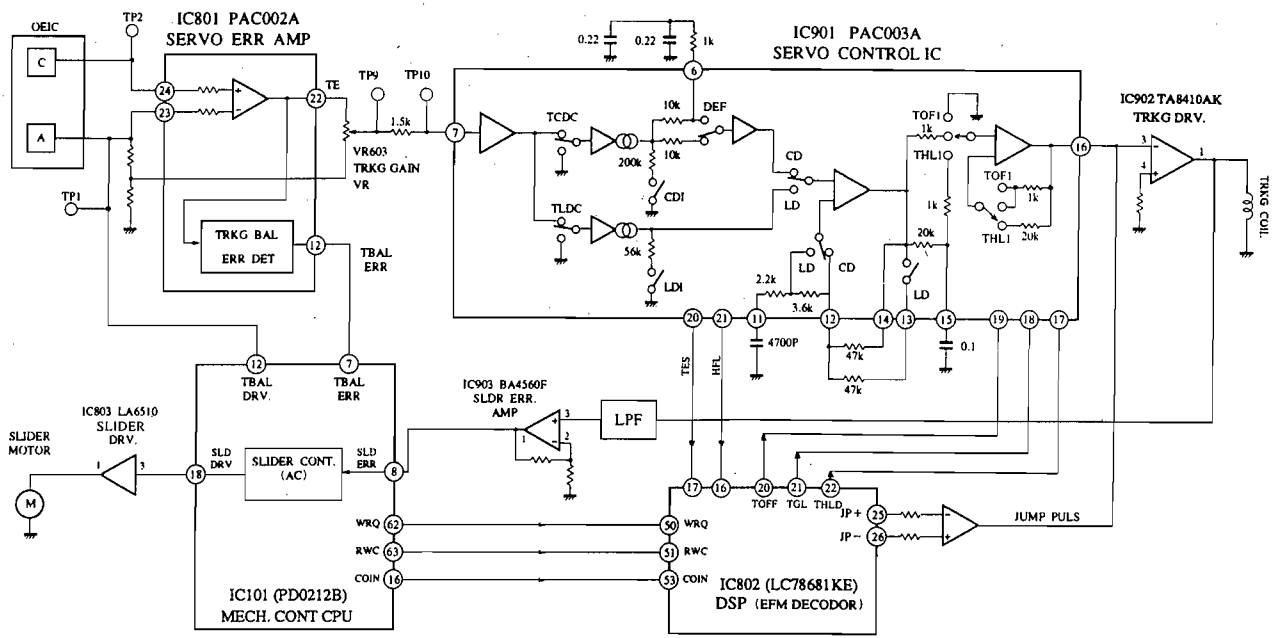 OEIC
TP2
IC801 PAC002A
SERVO ERR AMP
C
A
24
23
+
−
22
TE
TP9
TP10
1.5k
VR603
TRKG GAIN
VR
TP1
TRKG BAL
ERR DET
12
TBAL
ERR
0.22
0.22
1k
IC901 PAC003A
SERVO CONTROL IC
6
7
TCDC
200k
10k
10k
DEF
CDI
TLDC
56k
LDI
CD
LD
LD
CD
2.2k
3.6k
TOF1
1k
THL1
1k
20k
LD
TOF1
1k
THL1
20k
16
IC902 TA8410AK
TRKG DRV.
3
−
4
+
1
TRKG COIL
20
21
11
12
14
13
15
19
18
17
TES
HFL
4700P
47k
47k
0.1
12
TBAL
DRV.
7
TBAL
ERR
IC903 BA4560F
SLDR ERR.
AMP
+
3
−
2
1
LPF
IC803 LA6510
SLIDER
DRV.
SLIDER
MOTOR
M
1
3
18
SLD
DRV
SLIDER CONT.
(AC)
SLD
ERR
8
WRQ
62
RWC
63
COIN
16
IC101 (PD0212B)
MECH. CONT CPU
17
16
20
21
22
TOFF
TGL
THLD
50
WRQ
51
RWC
53
COIN
JP+
25
JP−
26
−
+
JUMP PULS
IC802 (LC78681KE)
DSP (EFM DECODOR)